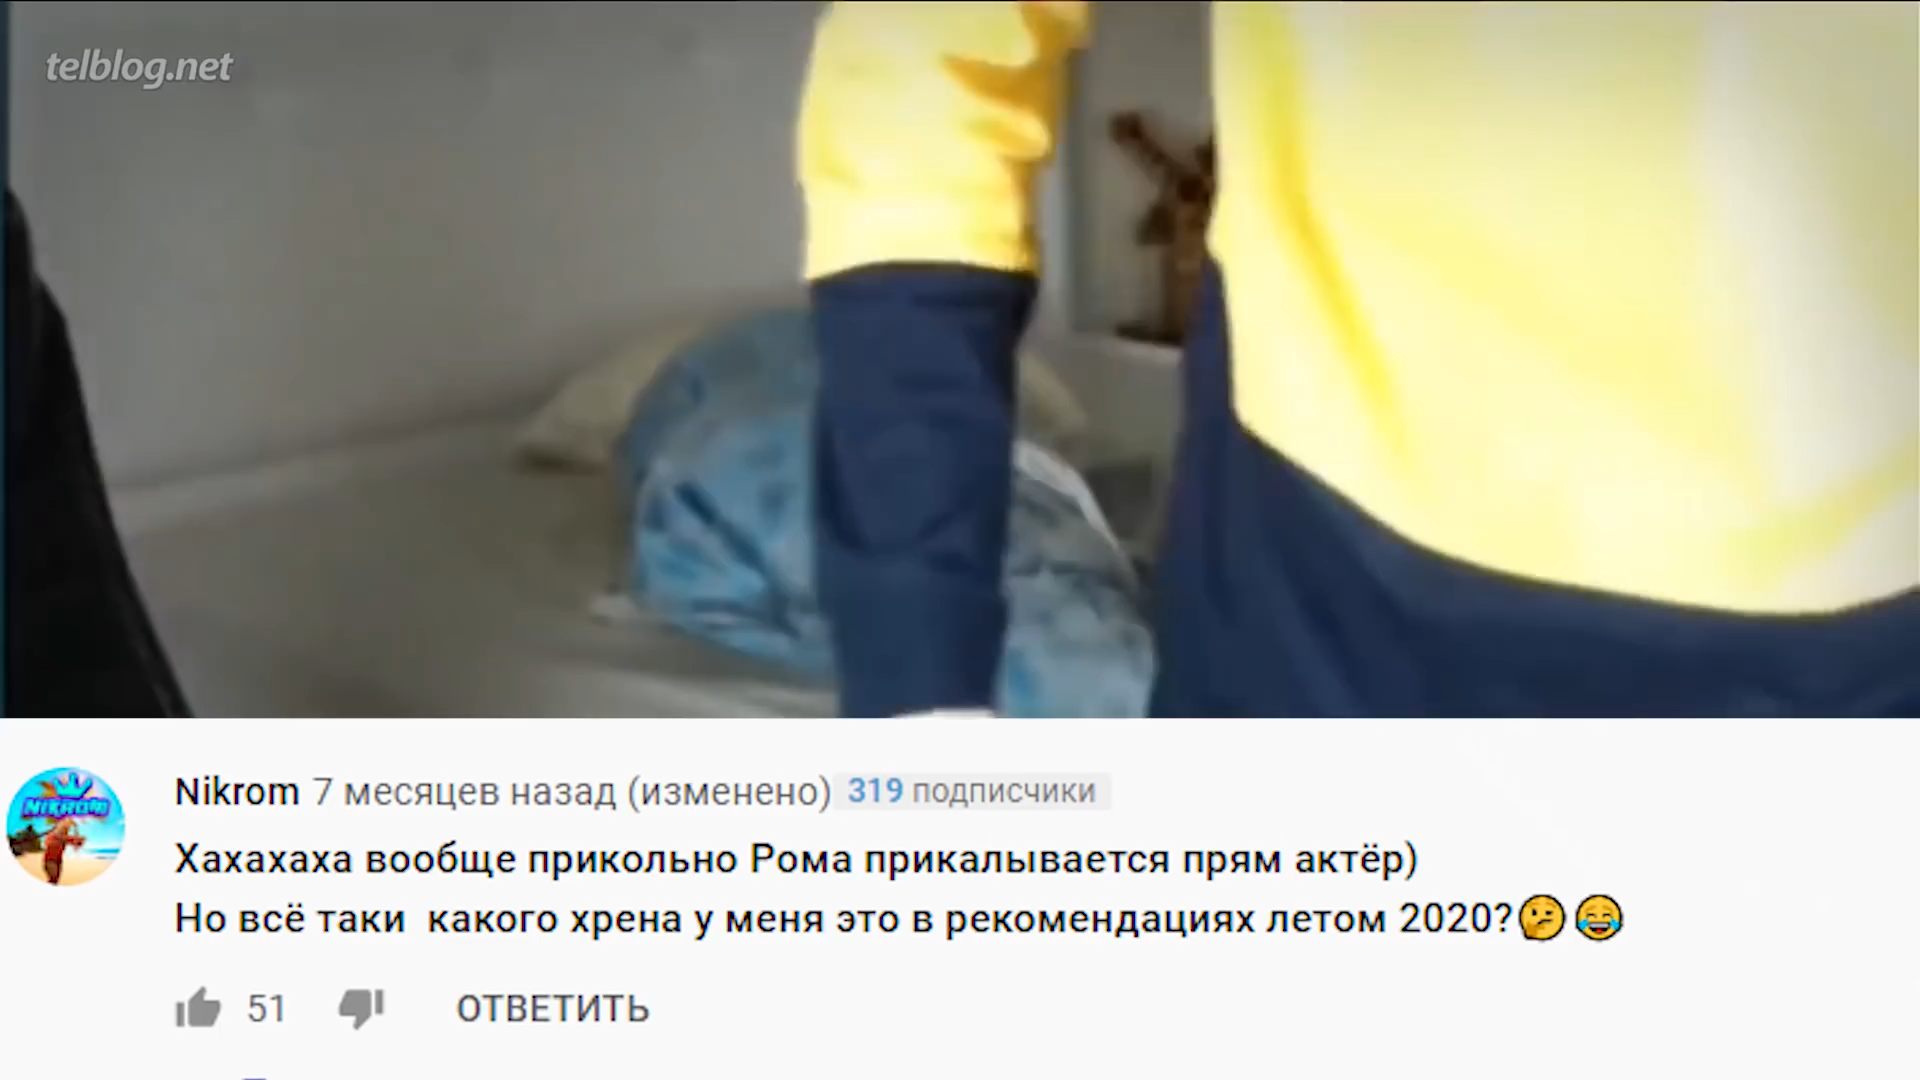 telblog.net
NIKROM
Nikrom 7 месяцев назад (изменено) 319 подписчики
Хахахаха вообще прикольно Рома прикалывается прям актёр)
Но всё таки какого хрена у меня это в рекомендациях летом 2020?🤔😂
51 ОТВЕТИТЬ